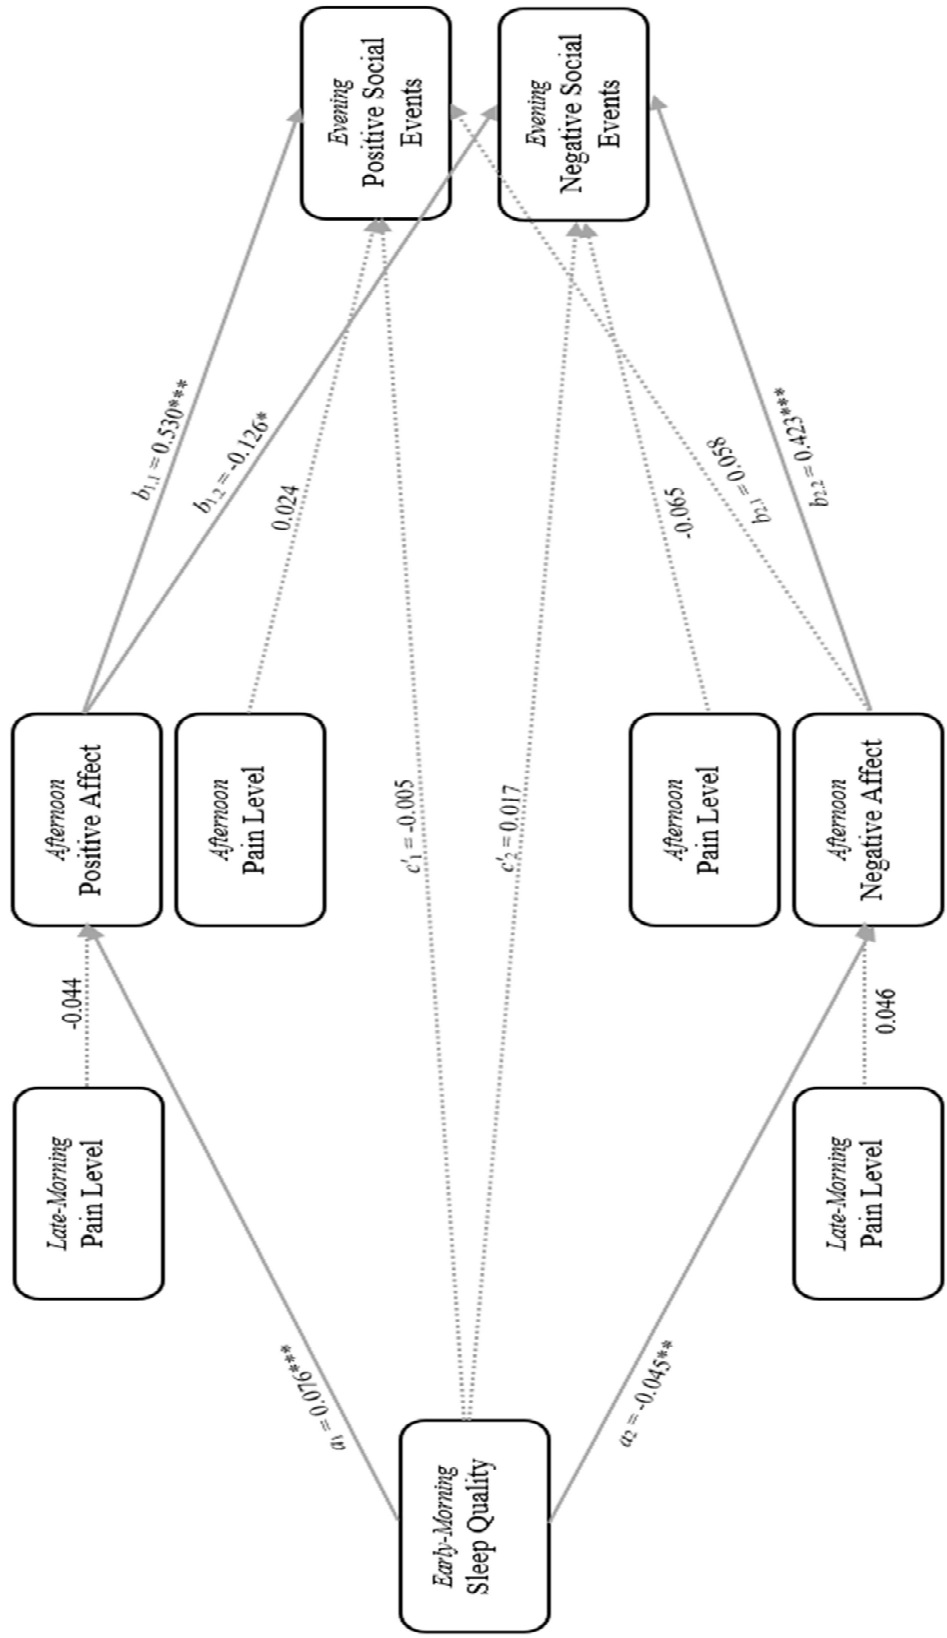 Early-Morning
Sleep Quality
a₁ = 0.076***
a₂ = -0.045**
Late-Morning
Pain Level
-0.044
Late-Morning
Pain Level
0.046
Afternoon
Positive Affect
Afternoon
Pain Level
c'₁ = -0.005
c'₂ = 0.017
Afternoon
Pain Level
Afternoon
Negative Affect
b₁,₁ = 0.530***
b₁,₂ = -0.126*
0.024
-0.065
b₂,₁ = 0.058
b₂,₂ = 0.423***
Evening
Positive Social
Events
Evening
Negative Social
Events